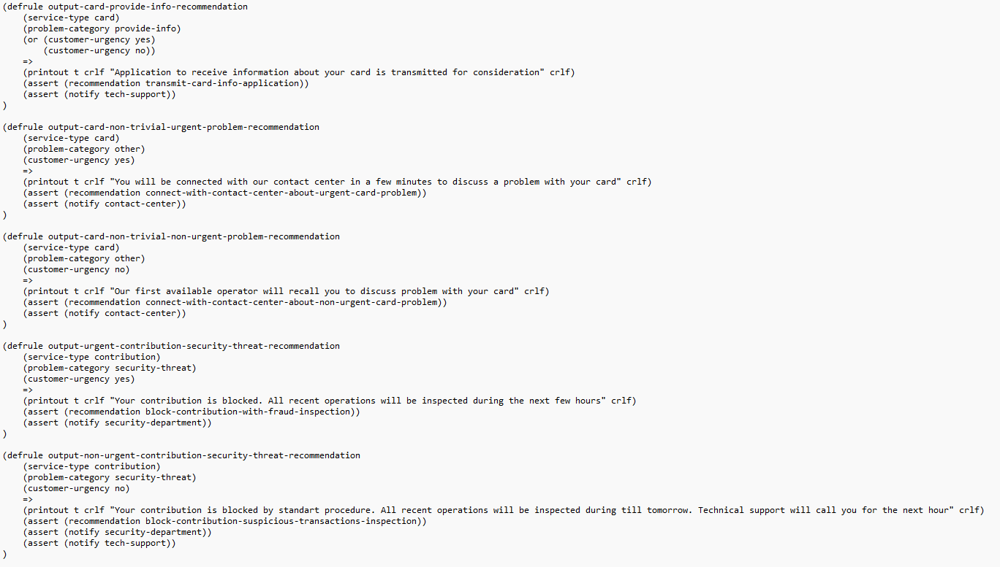 (defrule output-card-provide-info-recommendation
    (service-type card)
    (problem-category provide-info)
    (or (customer-urgency yes)
        (customer-urgency no))
    =>
    (printout t crlf "Application to receive information about your card is transmitted for consideration" crlf)
    (assert (recommendation transmit-card-info-application))
    (assert (notify tech-support))
)

(defrule output-card-non-trivial-urgent-problem-recommendation
    (service-type card)
    (problem-category other)
    (customer-urgency yes)
    =>
    (printout t crlf "You will be connected with our contact center in a few minutes to discuss a problem with your card" crlf)
    (assert (recommendation connect-with-contact-center-about-urgent-card-problem))
    (assert (notify contact-center))
)

(defrule output-card-non-trivial-non-urgent-problem-recommendation
    (service-type card)
    (problem-category other)
    (customer-urgency no)
    =>
    (printout t crlf "Our first available operator will recall you to discuss problem with your card" crlf)
    (assert (recommendation connect-with-contact-center-about-non-urgent-card-problem))
    (assert (notify contact-center))
)

(defrule output-urgent-contribution-security-threat-recommendation
    (service-type contribution)
    (problem-category security-threat)
    (customer-urgency yes)
    =>
    (printout t crlf "Your contribution is blocked. All recent operations will be inspected during the next few hours" crlf)
    (assert (recommendation block-contribution-with-fraud-inspection))
    (assert (notify security-department))
)

(defrule output-non-urgent-contribution-security-threat-recommendation
    (service-type contribution)
    (problem-category security-threat)
    (customer-urgency no)
    =>
    (printout t crlf "Your contribution is blocked by standart procedure. All recent operations will be inspected during till tomorrow. Technical support will call you for the next hour" crlf)
    (assert (recommendation block-contribution-suspicious-transactions-inspection))
    (assert (notify security-department))
    (assert (notify tech-support))
)